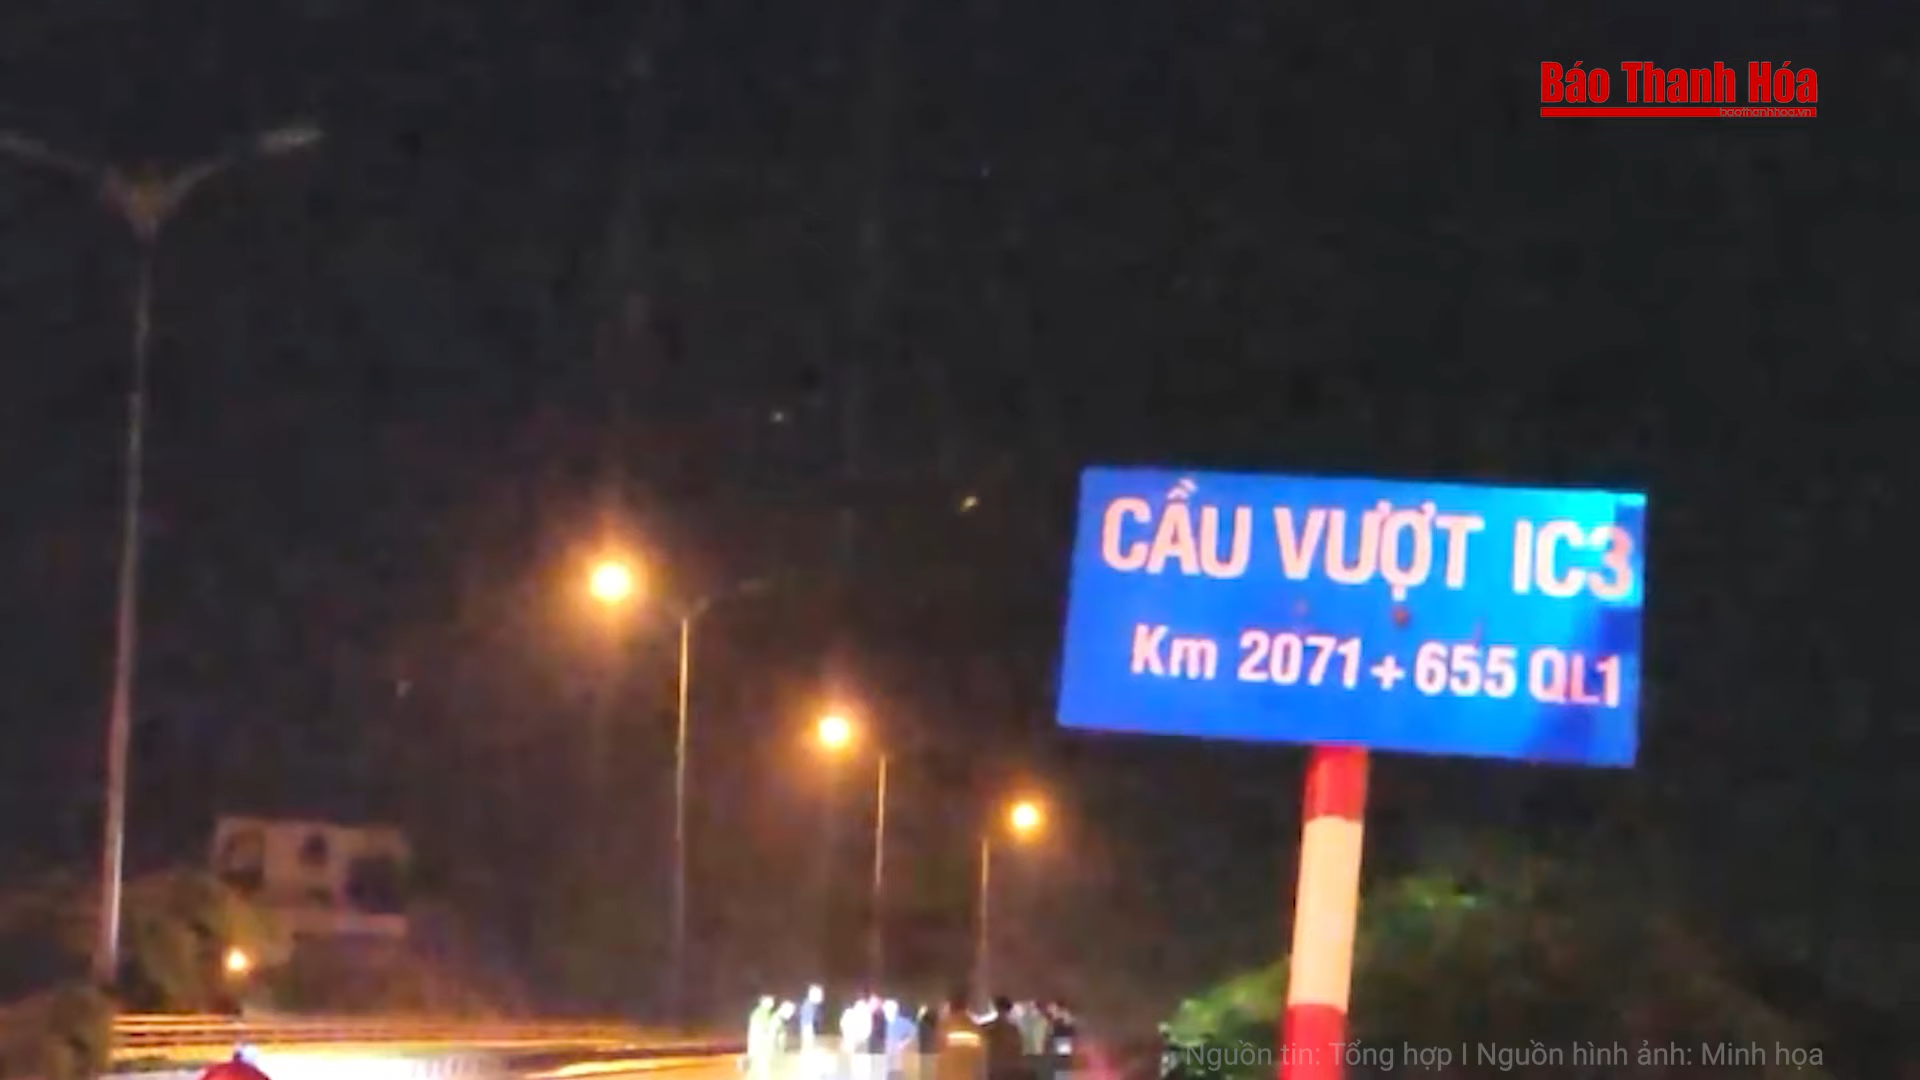 Báo Thanh Hóa
baothanhhoa.vn
CẦU VƯỢT IC3
Km 2071+655 QL1
Nguồn tin: Tổng hợp I Nguồn hình ảnh: Minh họa